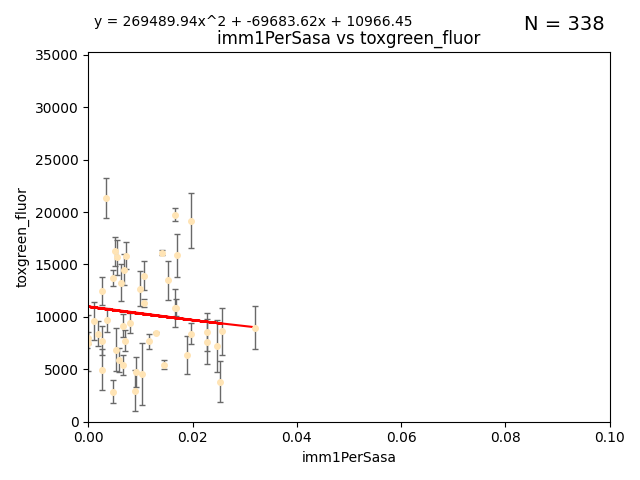 y = 269489.94x^2 + -69683.62x + 10966.45
N = 338
imm1PerSasa vs toxgreen_fluor
35000
30000
25000
20000
15000
10000
5000
0
toxgreen_fluor
0.00 0.02 0.04 0.06 0.08 0.10
imm1PerSasa